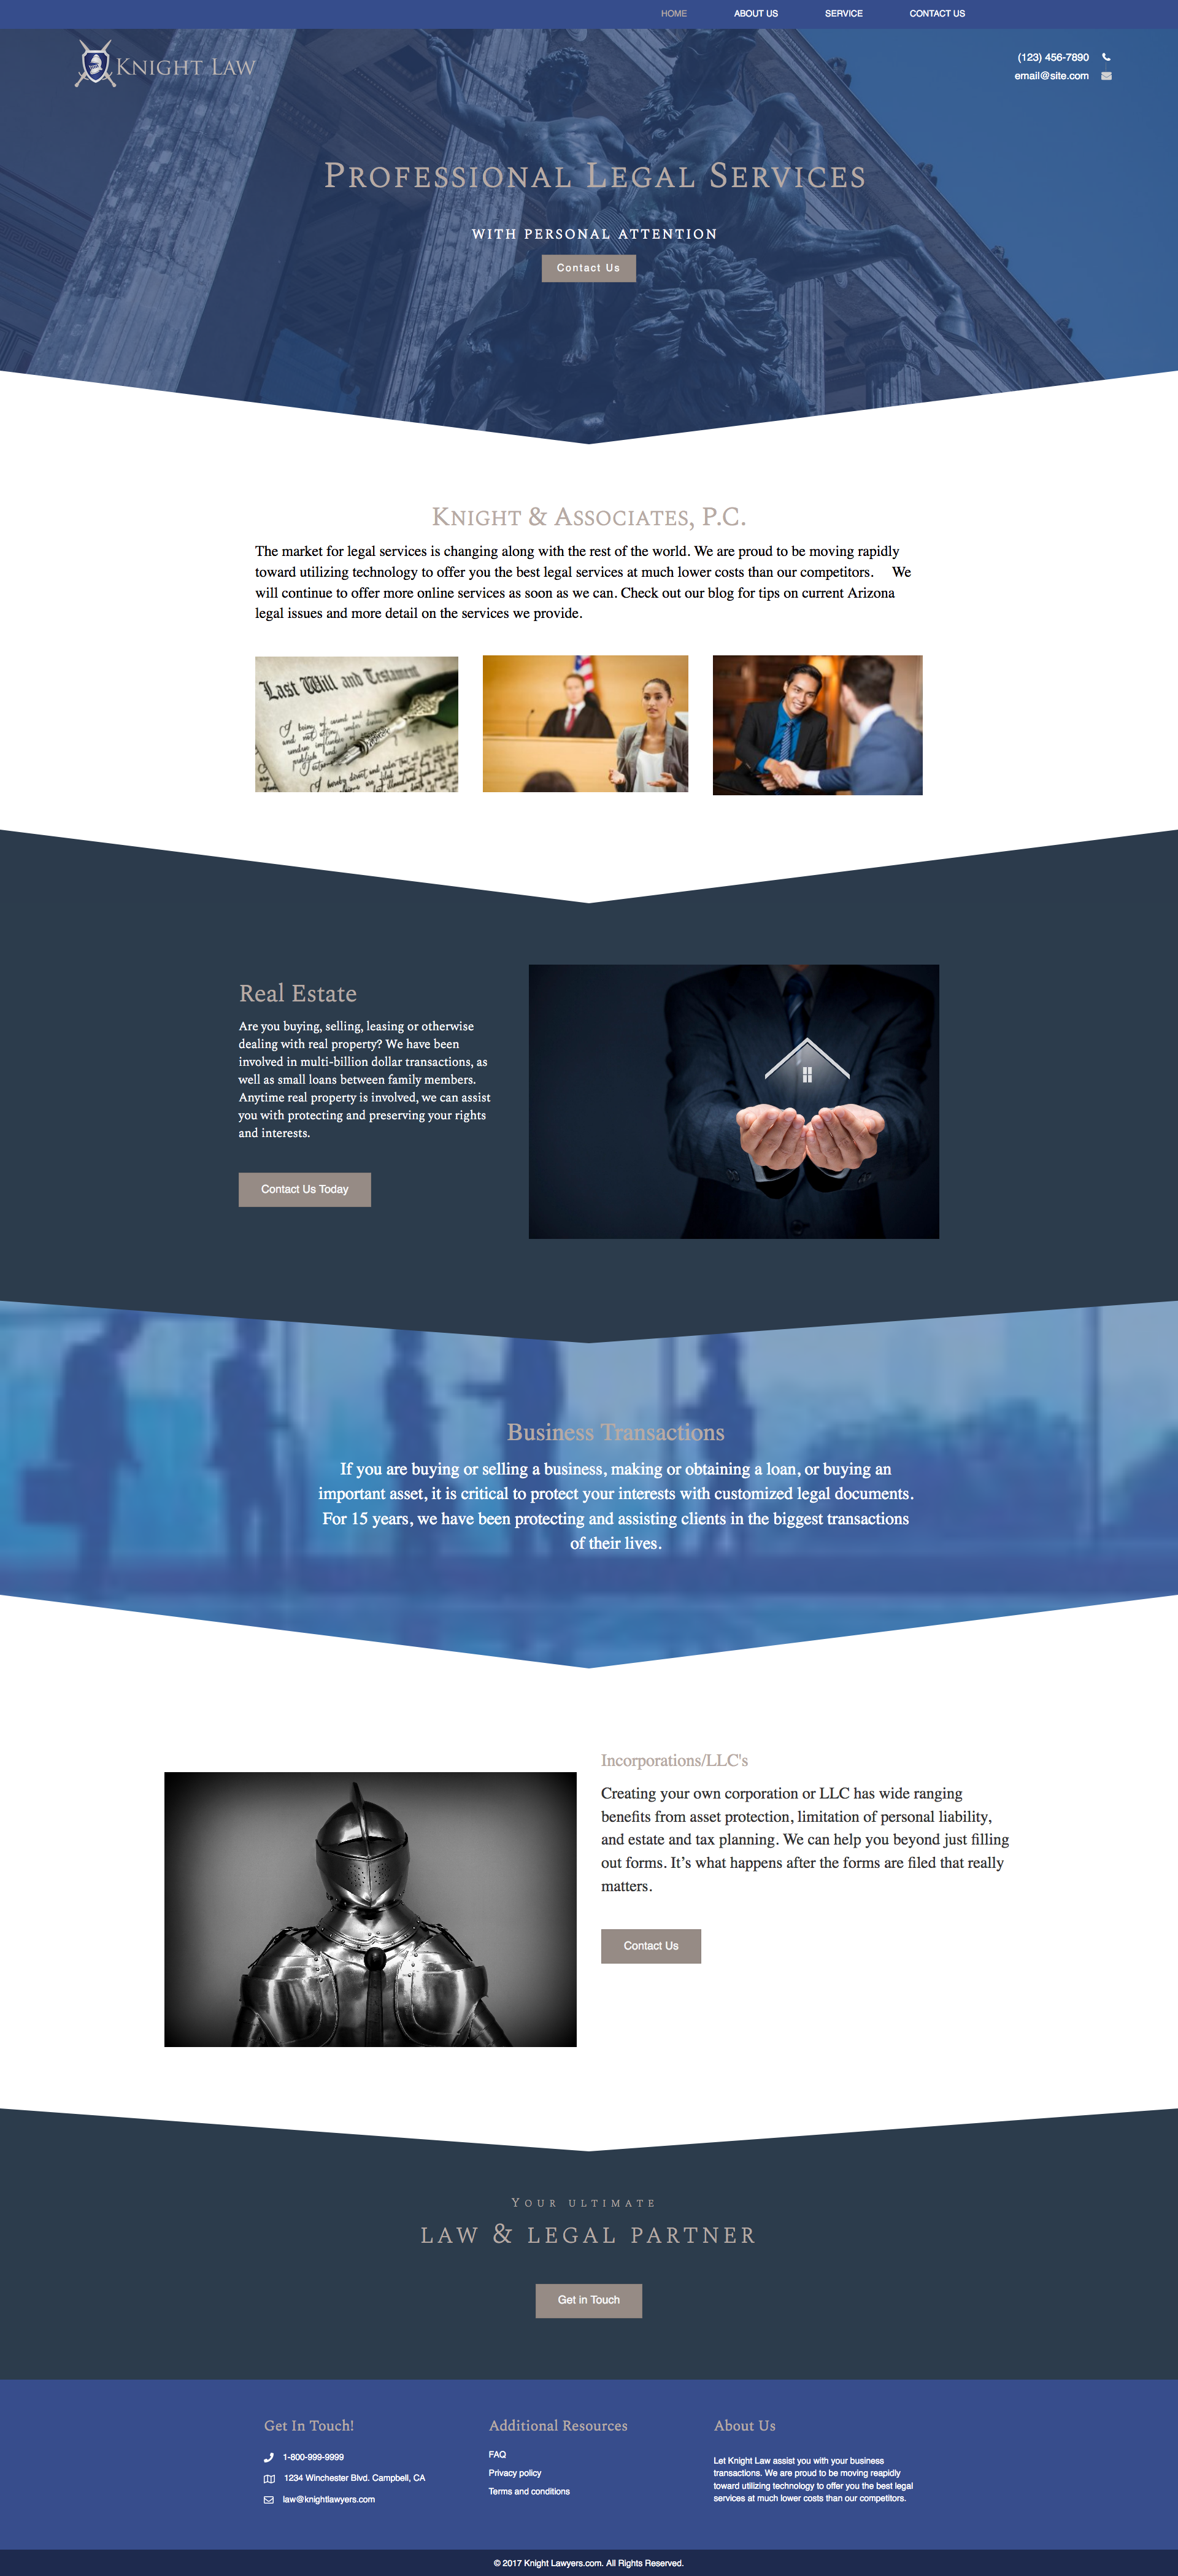 HOME ABOUT US SERVICE CONTACT US
KNIGHT LAW
(123) 456-7890
email@site.com
PROFESSIONAL LEGAL SERVICES
WITH PERSONAL ATTENTION
Contact Us
KNIGHT & ASSOCIATES, P.C.
The market for legal services is changing along with the rest of the world. We are proud to be moving rapidly
toward utilizing technology to offer you the best legal services at much lower costs than our competitors. We
will continue to offer more online services as soon as we can. Check out our blog for tips on current Arizona
legal issues and more detail on the services we provide.
Last Will and Testament
Real Estate
Are you buying, selling, leasing or otherwise
dealing with real property? We have been
involved in multi-billion dollar transactions, as
well as small loans between family members.
Anytime real property is involved, we can assist
you with protecting and preserving your rights
and interests.
Contact Us Today
Business Transactions
If you are buying or selling a business, making or obtaining a loan, or buying an
important asset, it is critical to protect your interests with customized legal documents.
For 15 years, we have been protecting and assisting clients in the biggest transactions
of their lives.
Incorporations/LLC's
Creating your own corporation or LLC has wide ranging
benefits from asset protection, limitation of personal liability,
and estate and tax planning. We can help you beyond just filling
out forms. It’s what happens after the forms are filed that really
matters.
Contact Us
YOUR ULTIMATE
LAW & LEGAL PARTNER
Get in Touch
Get In Touch!
1-800-999-9999
1234 Winchester Blvd. Campbell, CA
law@knightlawyers.com
Additional Resources
FAQ
Privacy policy
Terms and conditions
About Us
Let Knight Law assist you with your business
transactions. We are proud to be moving reapidly
toward utilizing technology to offer you the best legal
services at much lower costs than our competitors.
© 2017 Knight Lawyers.com. All Rights Reserved.